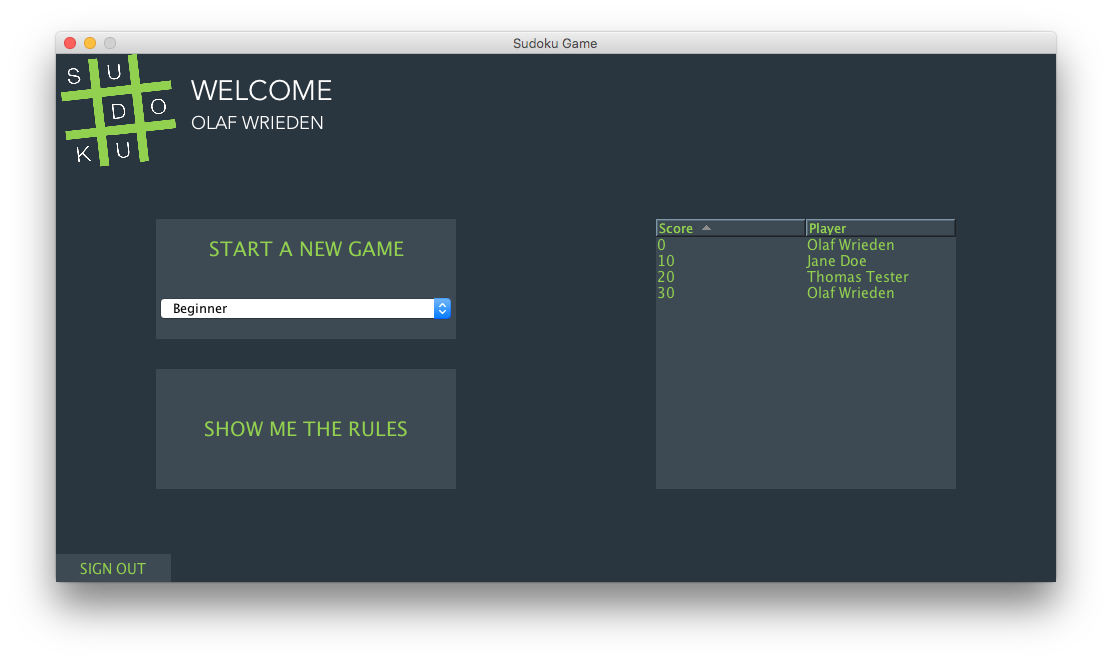 Sudoku Game
S U
D O
K U
WELCOME
OLAF WRIEDEN
START A NEW GAME
Beginner
SHOW ME THE RULES
Score Player
0 Olaf Wrieden
10 Jane Doe
20 Thomas Tester
30 Olaf Wrieden
SIGN OUT